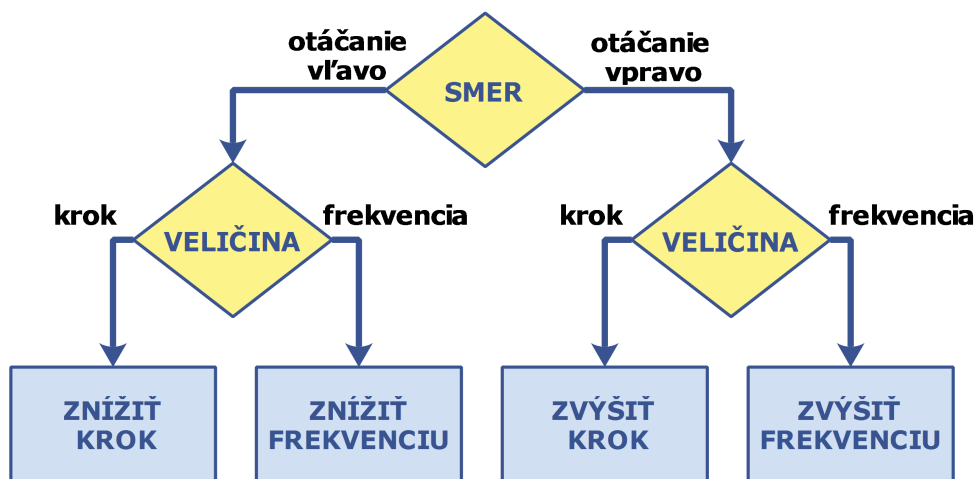 otáčanie
vľavo
SMER
otáčanie
vpravo
krok
VELIČINA
frekvencia
krok
VELIČINA
frekvencia
ZNÍŽIŤ
KROK
ZNÍŽIŤ
FREKVENCIU
ZVÝŠIŤ
KROK
ZVÝŠIŤ
FREKVENCIU